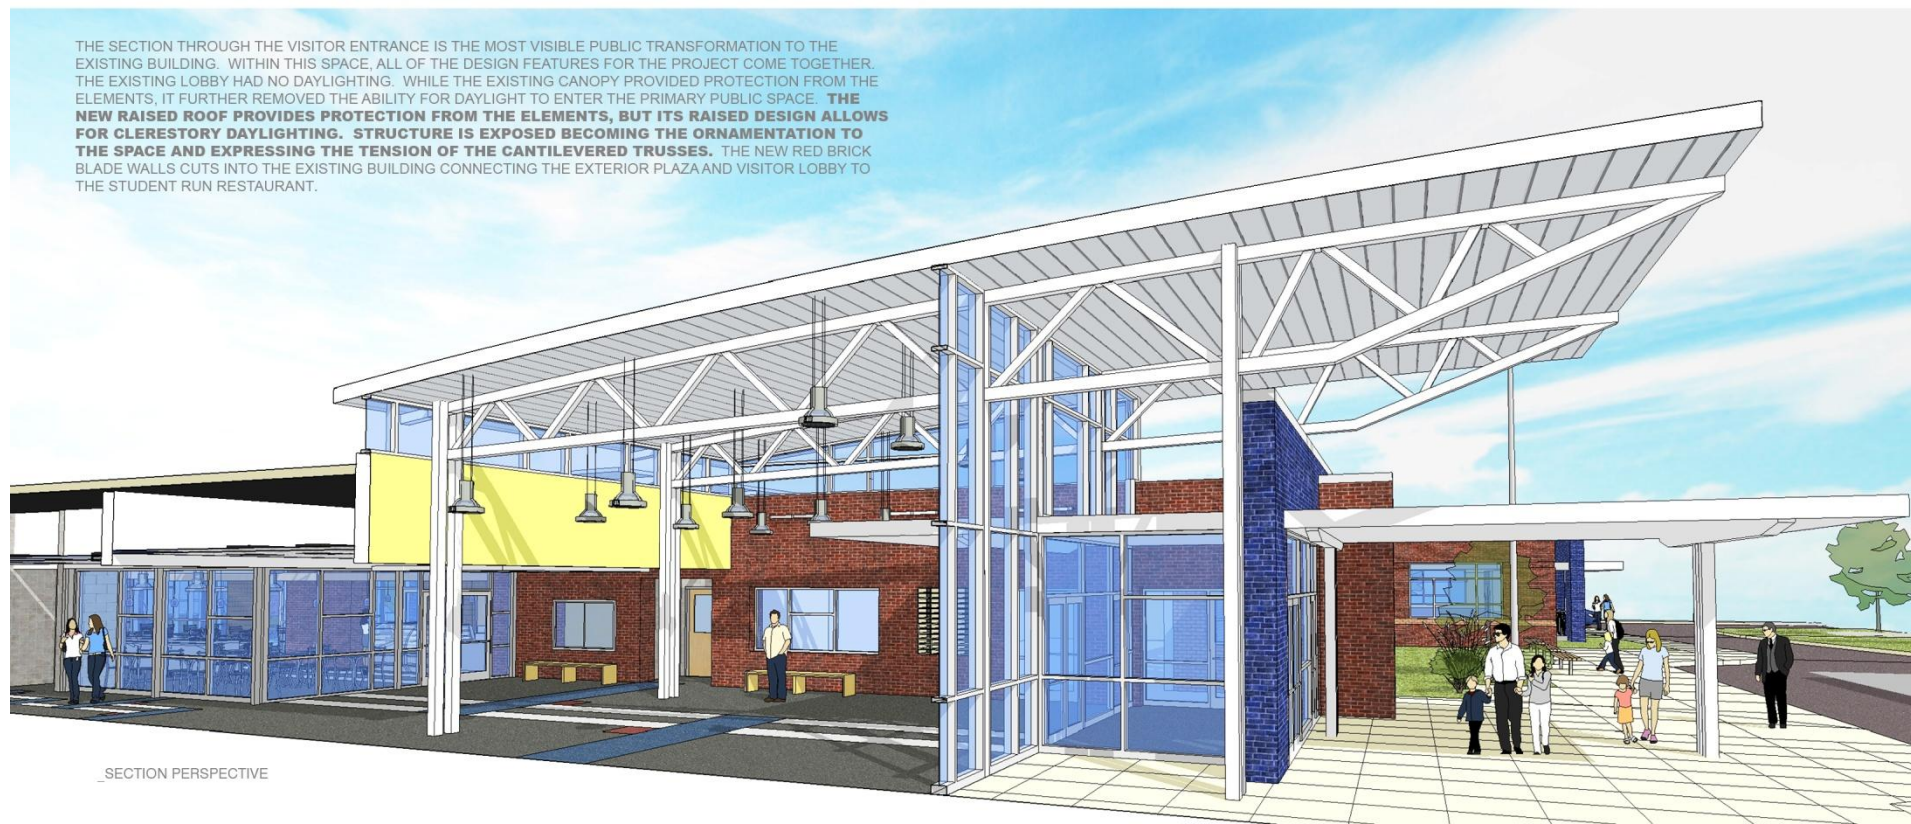 THE SECTION THROUGH THE VISITOR ENTRANCE IS THE MOST VISIBLE PUBLIC TRANSFORMATION TO THE
EXISTING BUILDING. WITHIN THIS SPACE, ALL OF THE DESIGN FEATURES FOR THE PROJECT COME TOGETHER.
THE EXISTING LOBBY HAD NO DAYLIGHTING. WHILE THE EXISTING CANOPY PROVIDED PROTECTION FROM THE
ELEMENTS, IT FURTHER REMOVED THE ABILITY FOR DAYLIGHT TO ENTER THE PRIMARY PUBLIC SPACE. THE
NEW RAISED ROOF PROVIDES PROTECTION FROM THE ELEMENTS, BUT ITS RAISED DESIGN ALLOWS
FOR CLERESTORY DAYLIGHTING. STRUCTURE IS EXPOSED BECOMING THE ORNAMENTATION TO
THE SPACE AND EXPRESSING THE TENSION OF THE CANTILEVERED TRUSSES. THE NEW RED BRICK
BLADE WALLS CUTS INTO THE EXISTING BUILDING CONNECTING THE EXTERIOR PLAZA AND VISITOR LOBBY TO
THE STUDENT RUN RESTAURANT.
_SECTION PERSPECTIVE